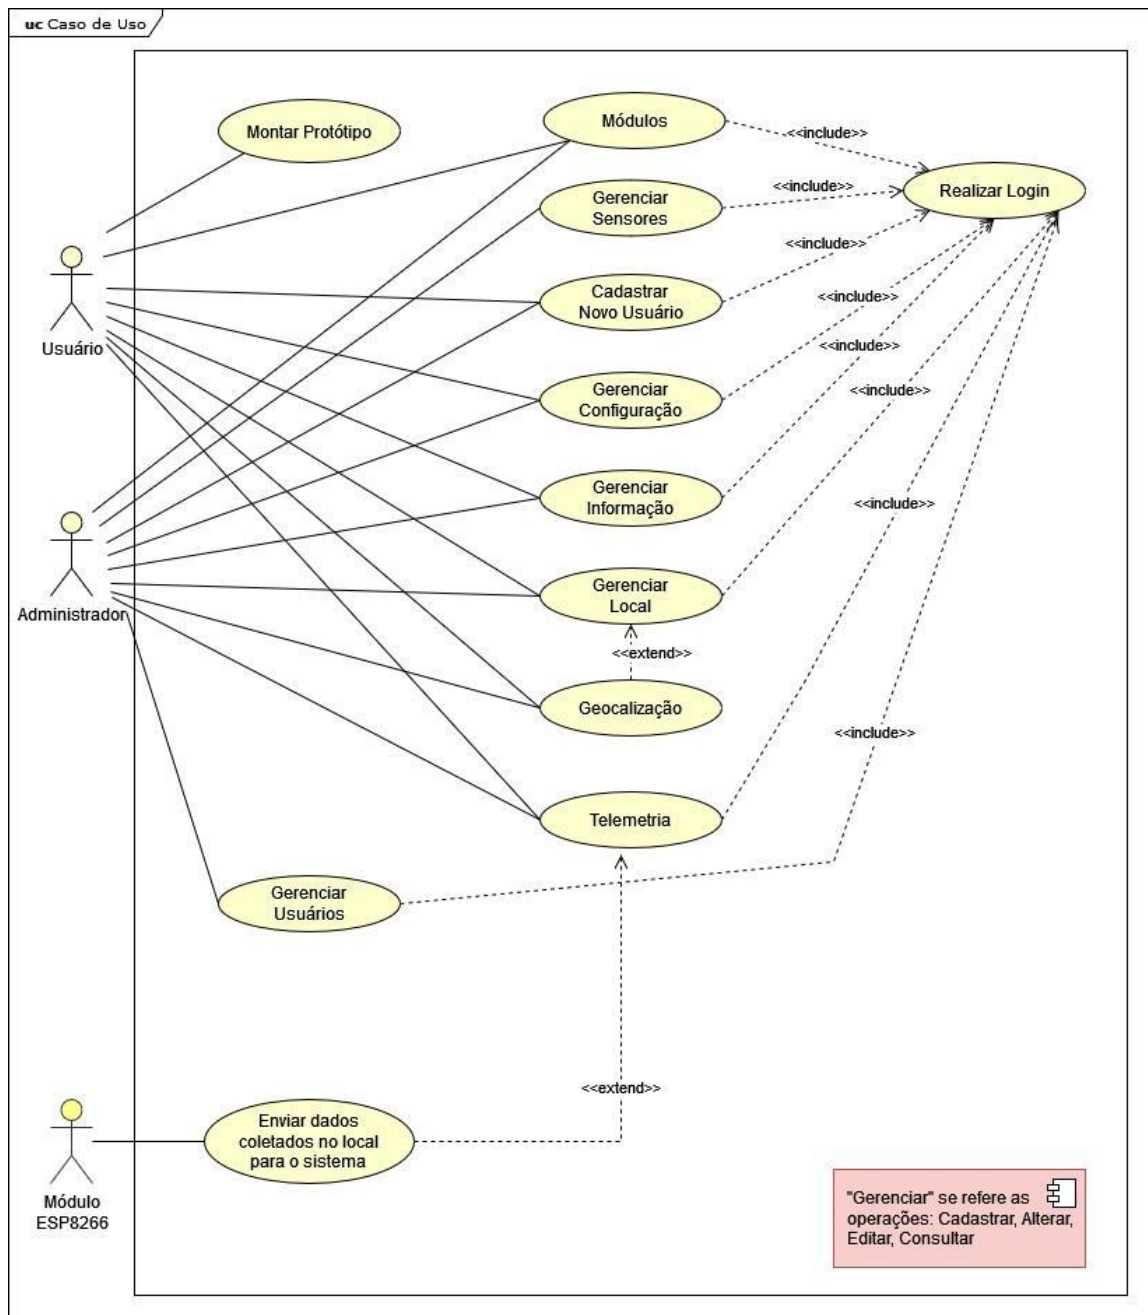 uc Caso de Uso
Montar Protótipo
Módulos
<<include>>
Realizar Login
Gerenciar
Sensores
<<include>>
<<include>>
Usuário
Cadastrar
Novo Usuário
<<include>>
Gerenciar
Configuração
<<include>>
<<include>>
Gerenciar
Informação
<<include>>
Administrador
Gerenciar
Local
<<extend>>
Geocalização
<<include>>
Telemetria
Gerenciar
Usuários
<<extend>>
Módulo
ESP8266
Enviar dados
coletados no local
para o sistema
"Gerenciar" se refere as
operações: Cadastrar, Alterar,
Editar, Consultar